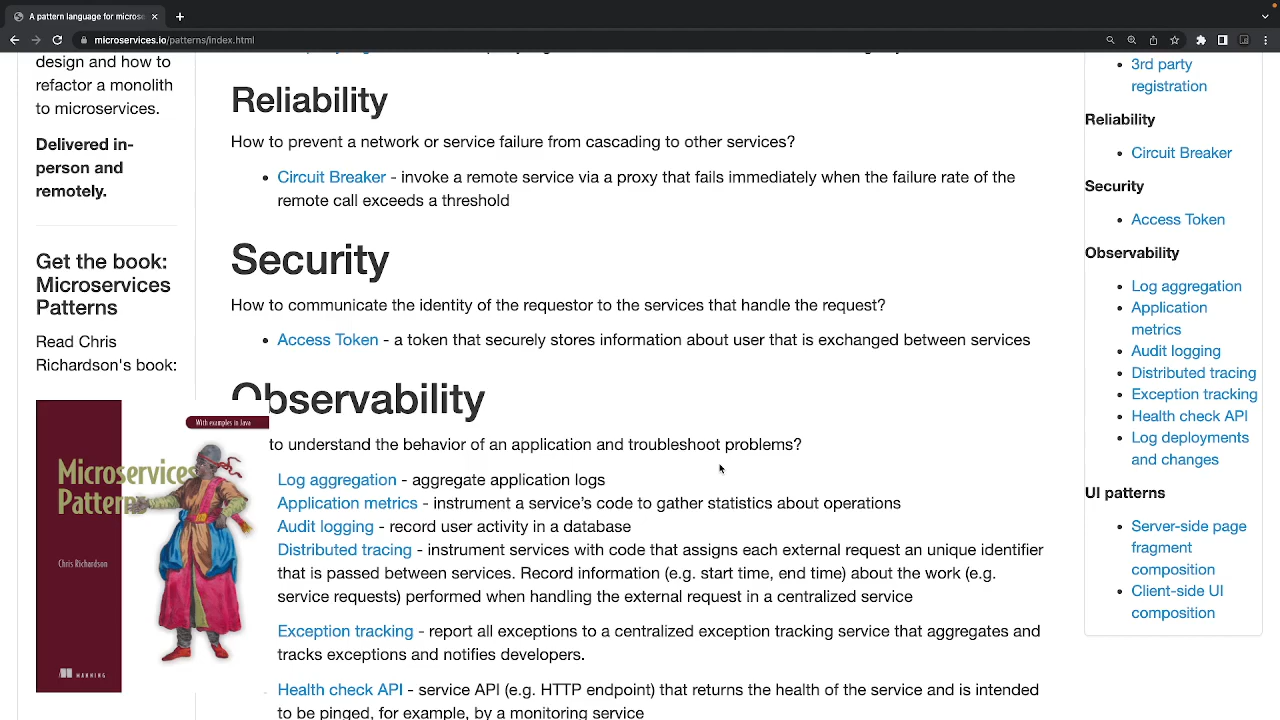 A pattern language for micros
microservices.io/patterns/index.html
design and how to
refactor a monolith
to microservices.
Delivered in-
person and
remotely.
Get the book:
Microservices
Patterns
Read Chris
Richardson's book:
With examples in Java
Microservices
Patterns
Chris Richardson
MANNING
Reliability
How to prevent a network or service failure from cascading to other services?
Circuit Breaker - invoke a remote service via a proxy that fails immediately when the failure rate of the
remote call exceeds a threshold
Security
How to communicate the identity of the requestor to the services that handle the request?
Access Token - a token that securely stores information about user that is exchanged between services
Observability
to understand the behavior of an application and troubleshoot problems?
Log aggregation - aggregate application logs
Application metrics - instrument a service’s code to gather statistics about operations
Audit logging - record user activity in a database
Distributed tracing - instrument services with code that assigns each external request an unique identifier
that is passed between services. Record information (e.g. start time, end time) about the work (e.g.
service requests) performed when handling the external request in a centralized service
Exception tracking - report all exceptions to a centralized exception tracking service that aggregates and
tracks exceptions and notifies developers.
Health check API - service API (e.g. HTTP endpoint) that returns the health of the service and is intended
to be pinged, for example, by a monitoring service
3rd party
registration
Reliability
Circuit Breaker
Security
Access Token
Observability
Log aggregation
Application
metrics
Audit logging
Distributed tracing
Exception tracking
Health check API
Log deployments
and changes
UI patterns
Server-side page
fragment
composition
Client-side UI
composition